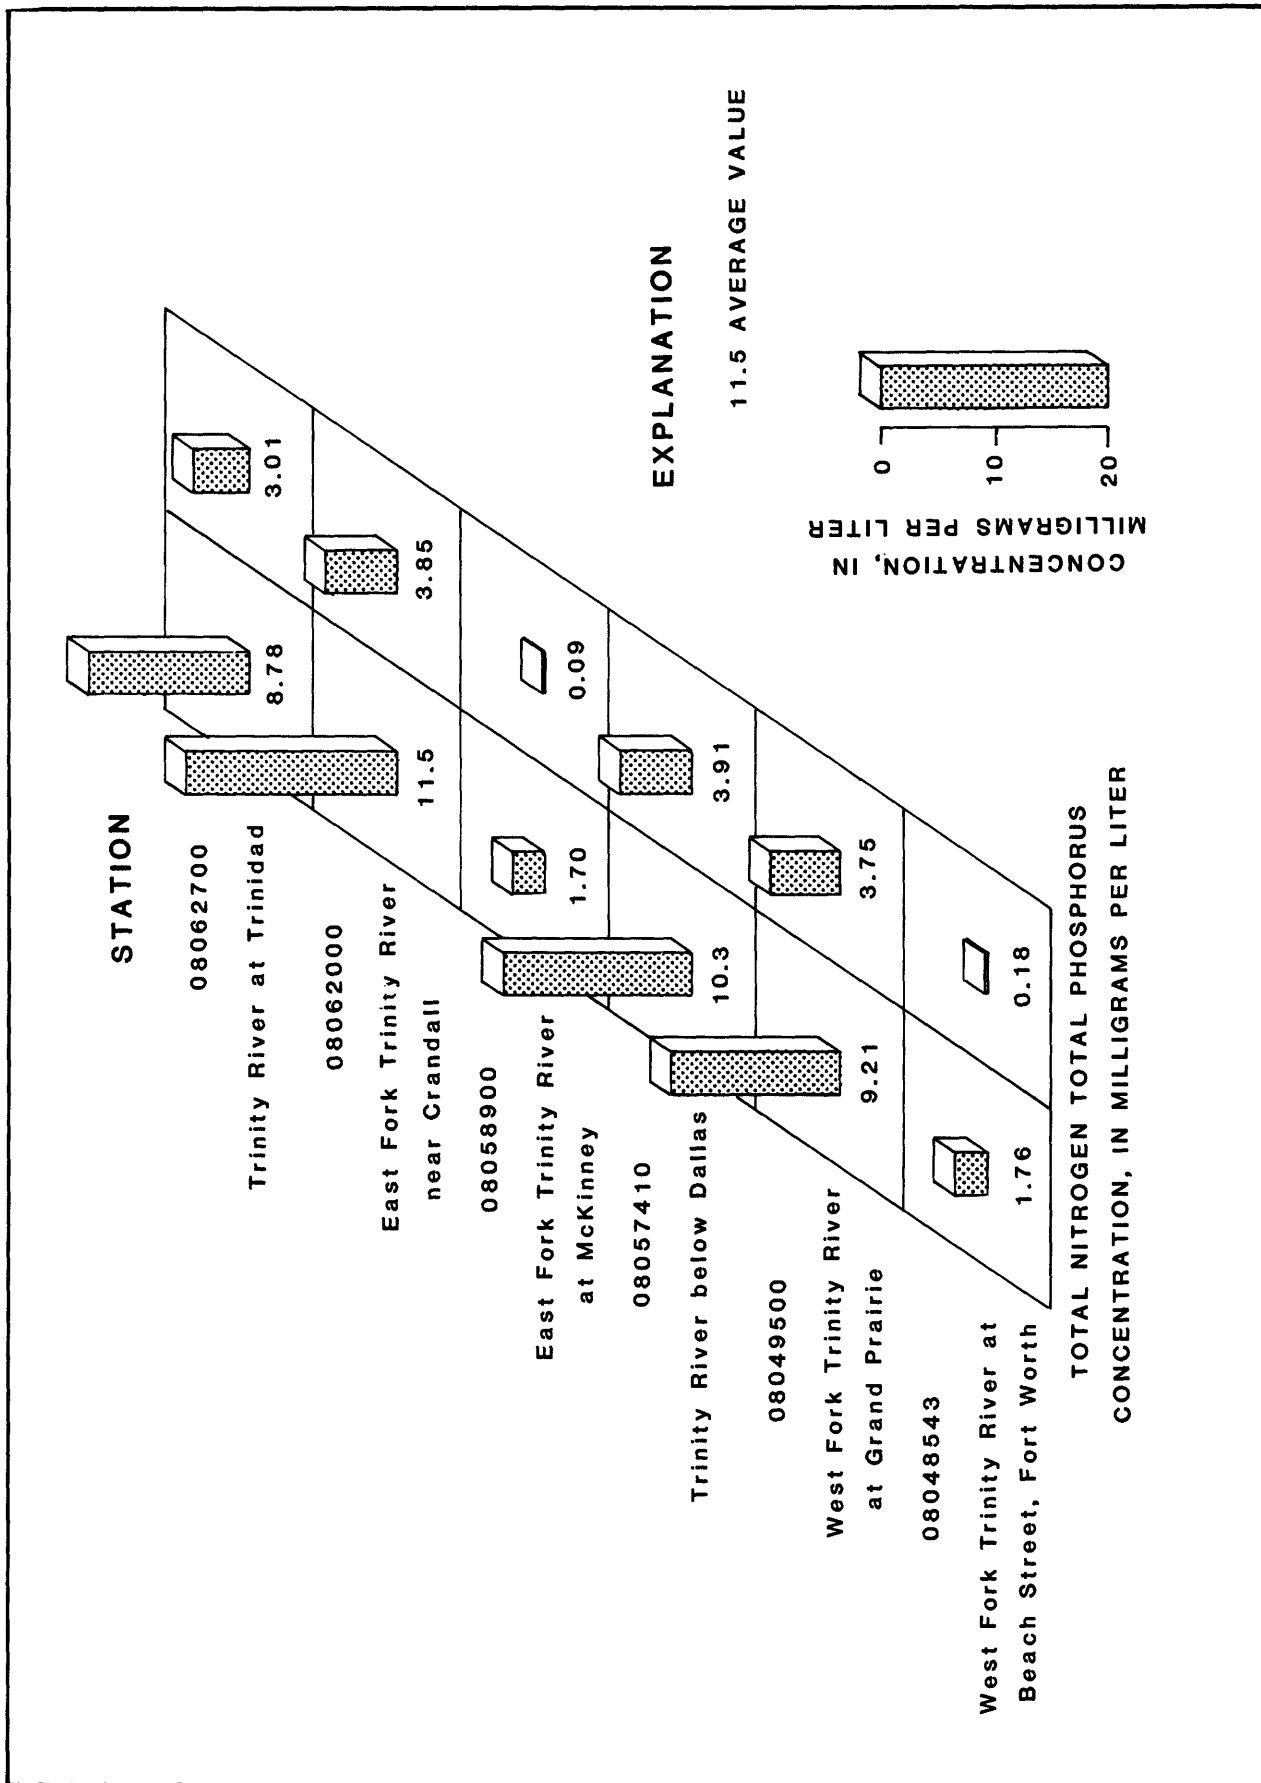 STATION
08062700
Trinity River at Trinidad
08062000
East Fork Trinity River
near Crandall
08058900
East Fork Trinity River
at McKinney
08057410
Trinity River below Dallas
08049500
West Fork Trinity River
at Grand Prairie
08048543
West Fork Trinity River at
Beach Street, Fort Worth
8.78
3.01
11.5
3.85
1.70
0.09
10.3
3.91
9.21
3.75
1.76
0.18
TOTAL NITROGEN TOTAL PHOSPHORUS
CONCENTRATION, IN MILLIGRAMS PER LITER
EXPLANATION
11.5 AVERAGE VALUE
CONCENTRATION, IN
MILLIGRAMS PER LITER
0
10
20